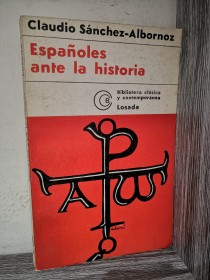 Claudio Sánchez-Albornoz
Españoles
ante la historia
Biblioteca clásica
y contemporánea
Losada